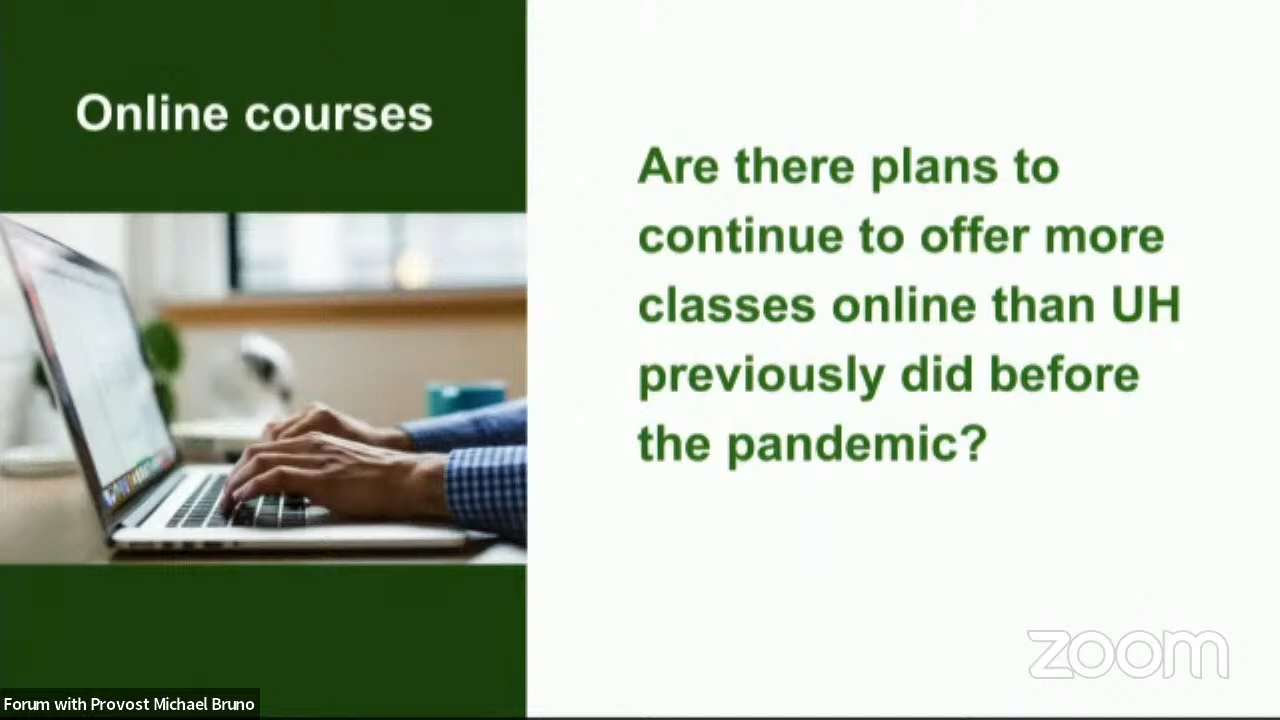 Online courses
Are there plans to
continue to offer more
classes online than UH
previously did before
the pandemic?
zoom
Forum with Provost Michael Bruno